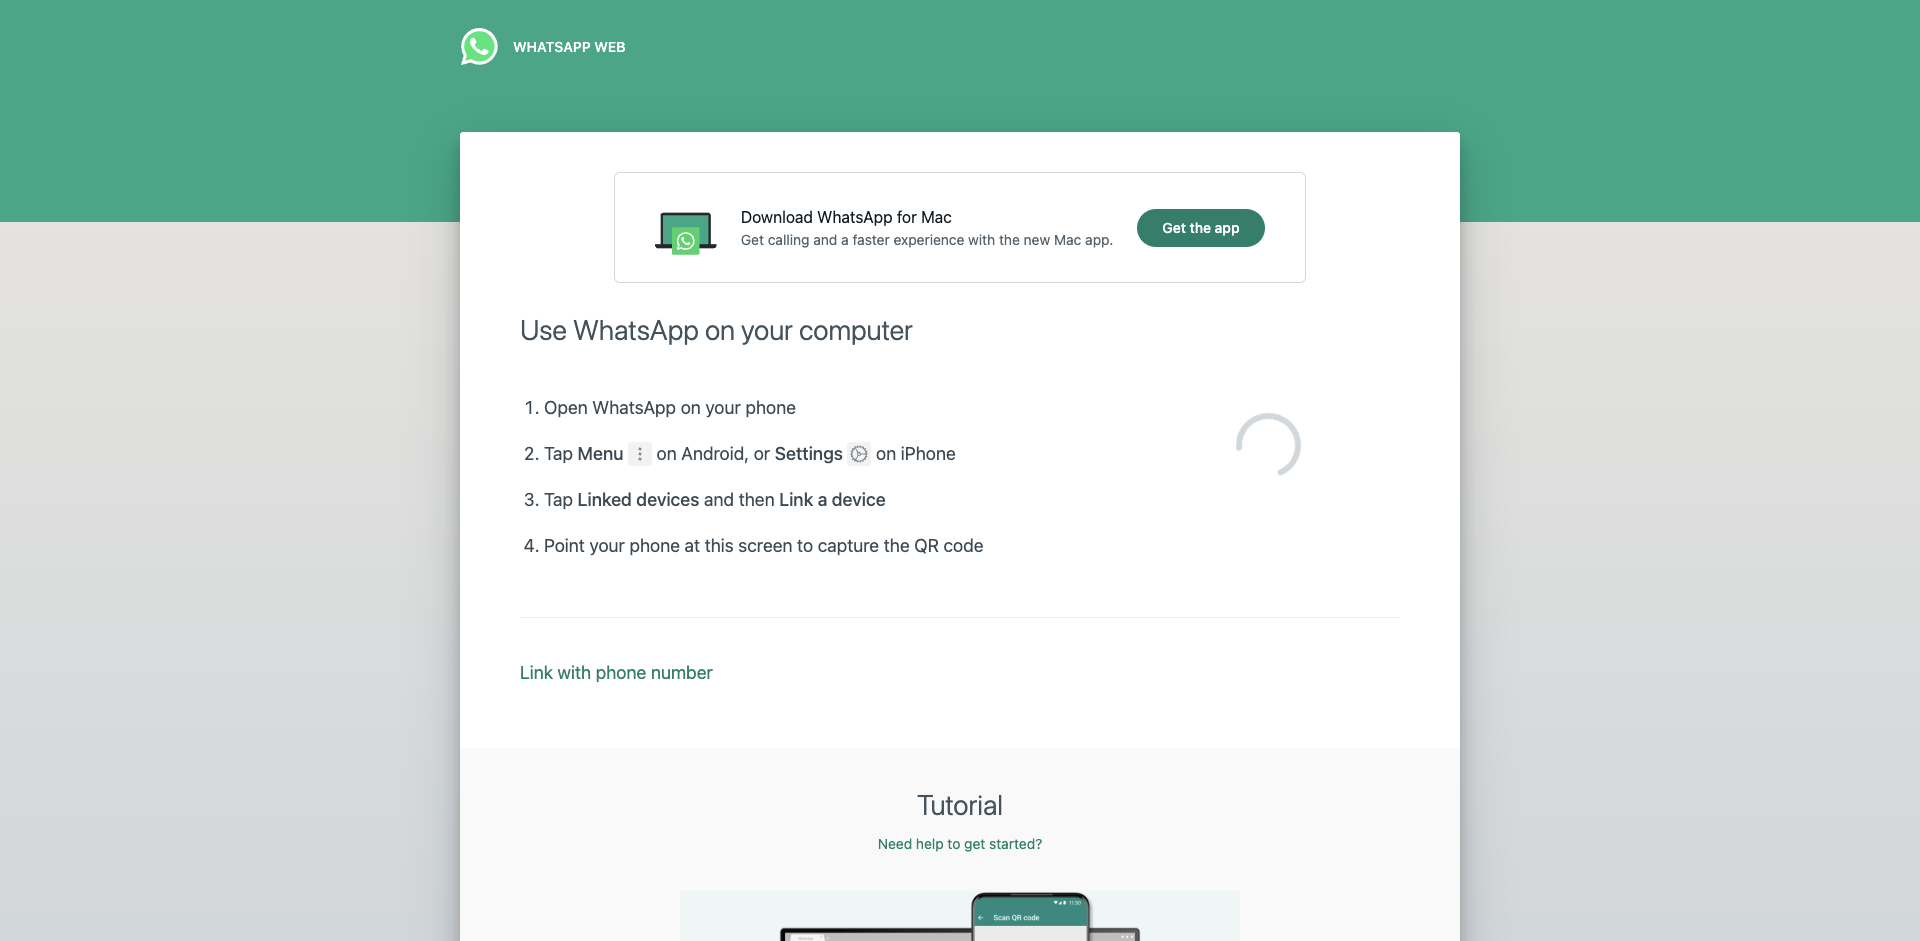 WHATSAPP WEB
Download WhatsApp for Mac
Get calling and a faster experience with the new Mac app.
Get the app
Use WhatsApp on your computer
1. Open WhatsApp on your phone
2. Tap Menu on Android, or Settings on iPhone
3. Tap Linked devices and then Link a device
4. Point your phone at this screen to capture the QR code
Link with phone number
Tutorial
Need help to get started?
11:50
Scan QR code